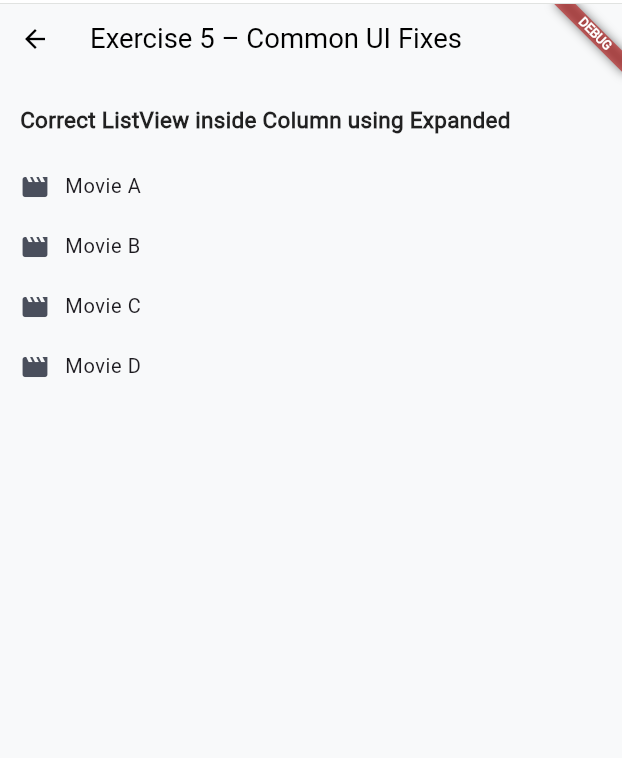 Exercise 5 – Common UI Fixes
DEBUG
Correct ListView inside Column using Expanded
Movie A
Movie B
Movie C
Movie D